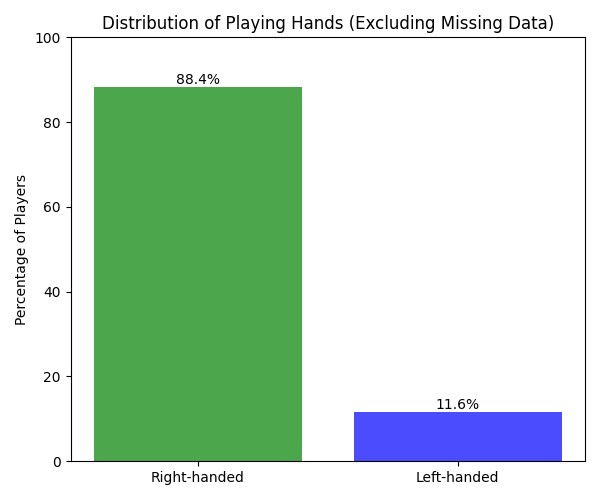 Distribution of Playing Hands (Excluding Missing Data)
100
80
60
40
20
0
Percentage of Players
88.4%
11.6%
Right-handed
Left-handed